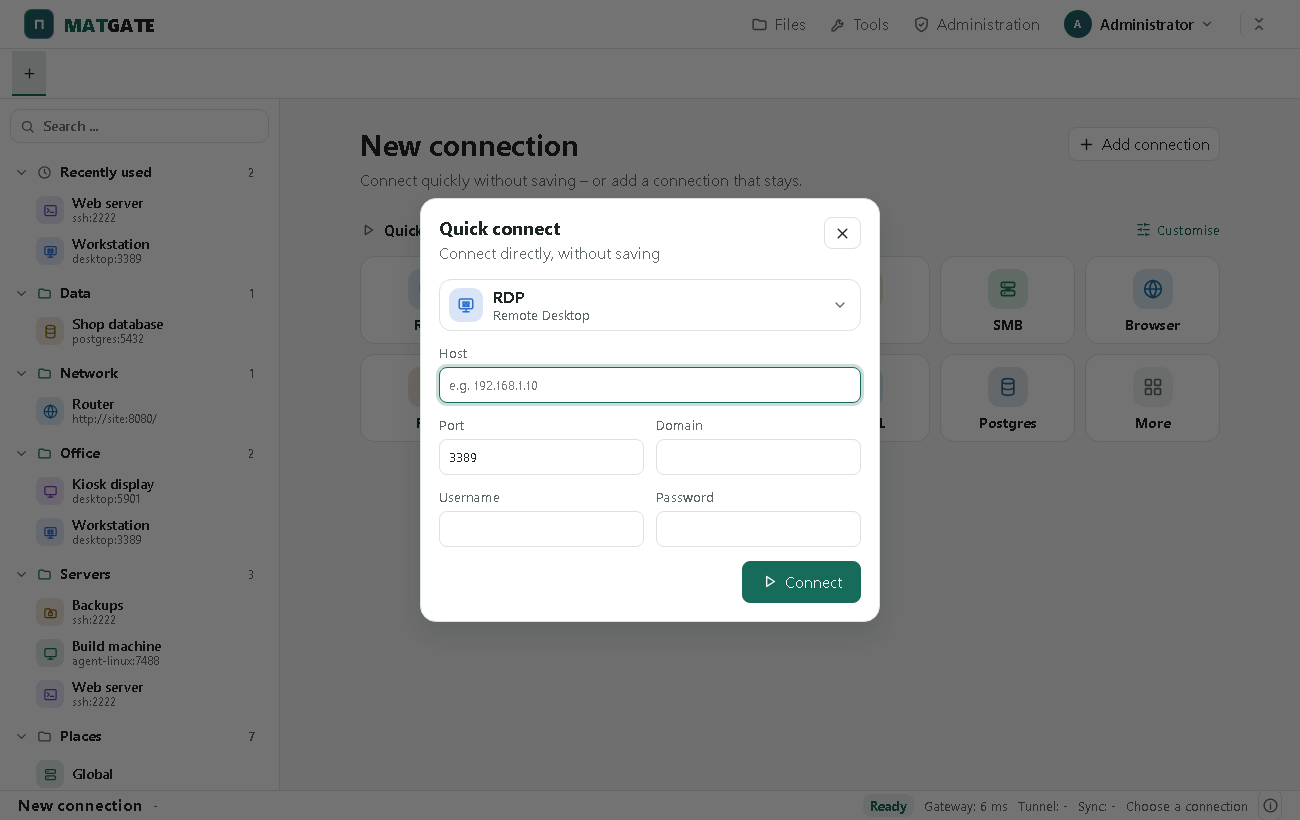 MATGATE
Files
Tools
Administration
A
Administrator
+
Search ...
Recently used 2
Web server
ssh:2222
Workstation
desktop:3389
Data 1
Shop database
postgres:5432
Network 1
Router
http://site:8080/
Office 2
Kiosk display
desktop:5901
Workstation
desktop:3389
Servers 3
Backups
ssh:2222
Build machine
agent-linux:7488
Web server
ssh:2222
Places 7
Global
New connection
+ Add connection
Connect quickly without saving – or add a connection that stays.
Customise
SMB
Browser
Postgres
More
Quick connect
Connect directly, without saving
RDP
Remote Desktop
Host
e.g. 192.168.1.10
Port
Domain
3389
Username
Password
Connect
New connection -
Ready
Gateway: 6 ms
Tunnel: -
Sync: -
Choose a connection